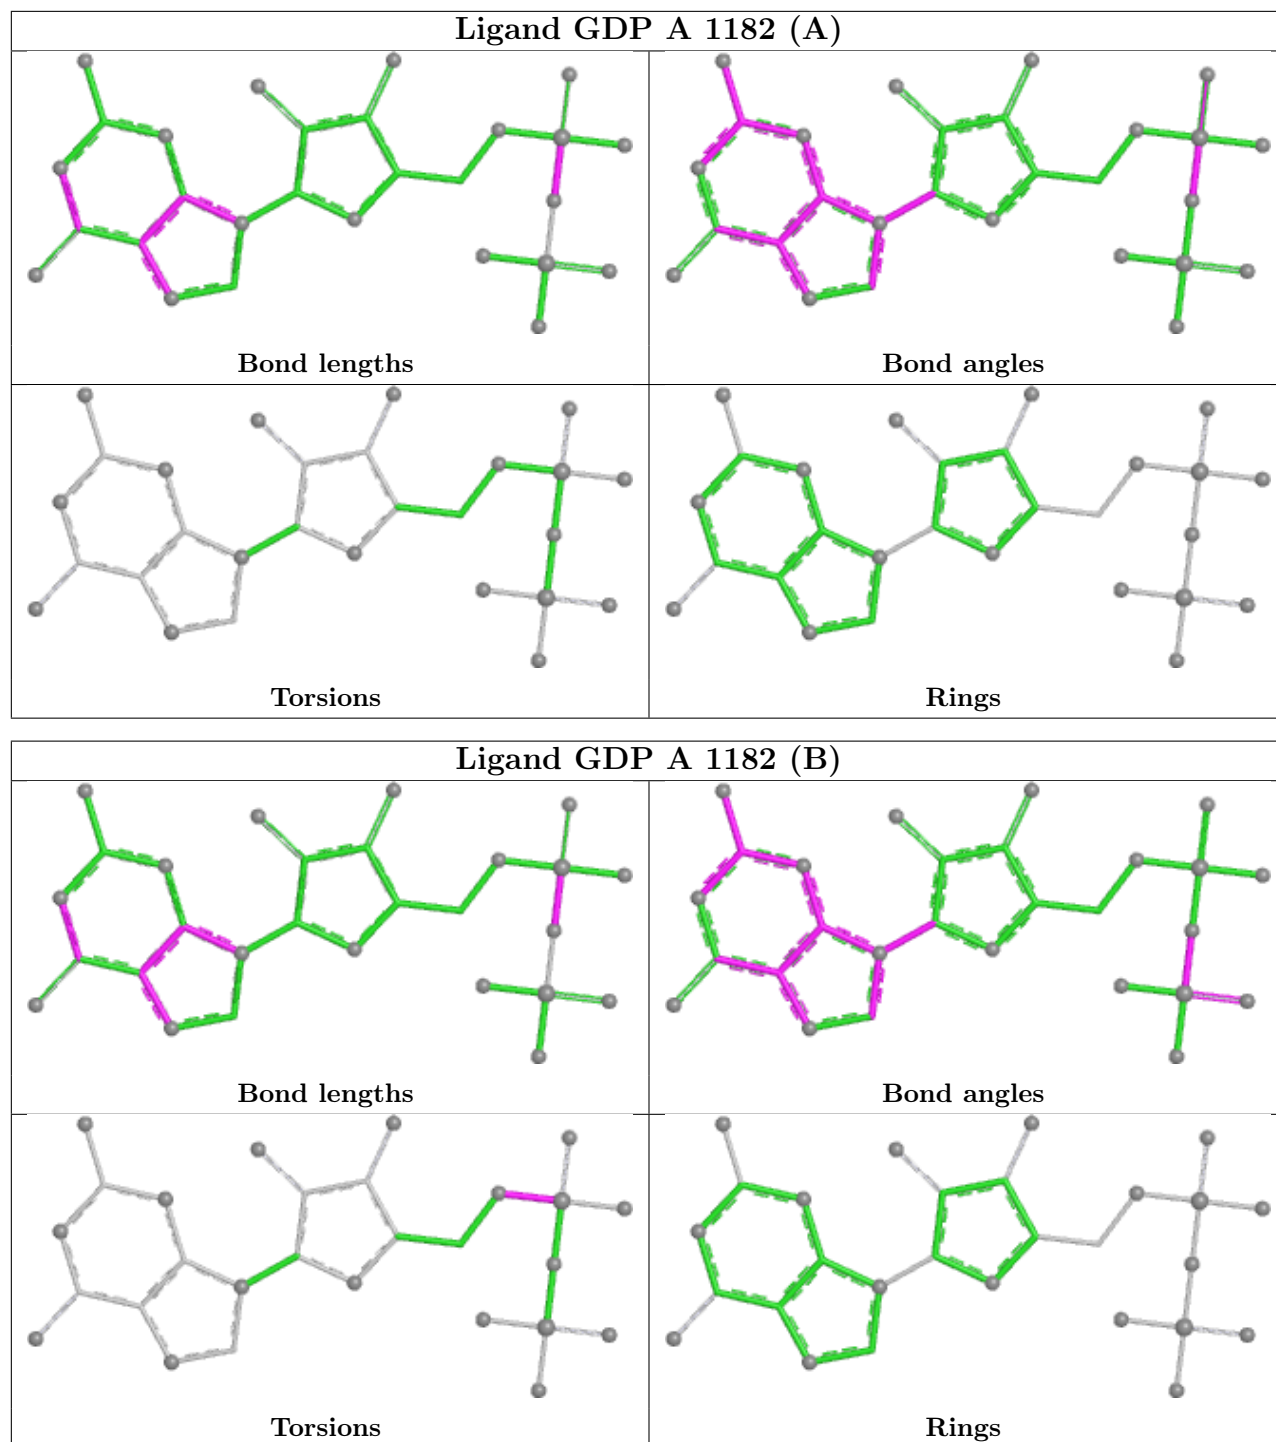 Ligand GDP A 1182 (A)
Bond lengths
Bond angles
Torsions
Rings
Ligand GDP A 1182 (B)
Bond lengths
Bond angles
Torsions
Rings